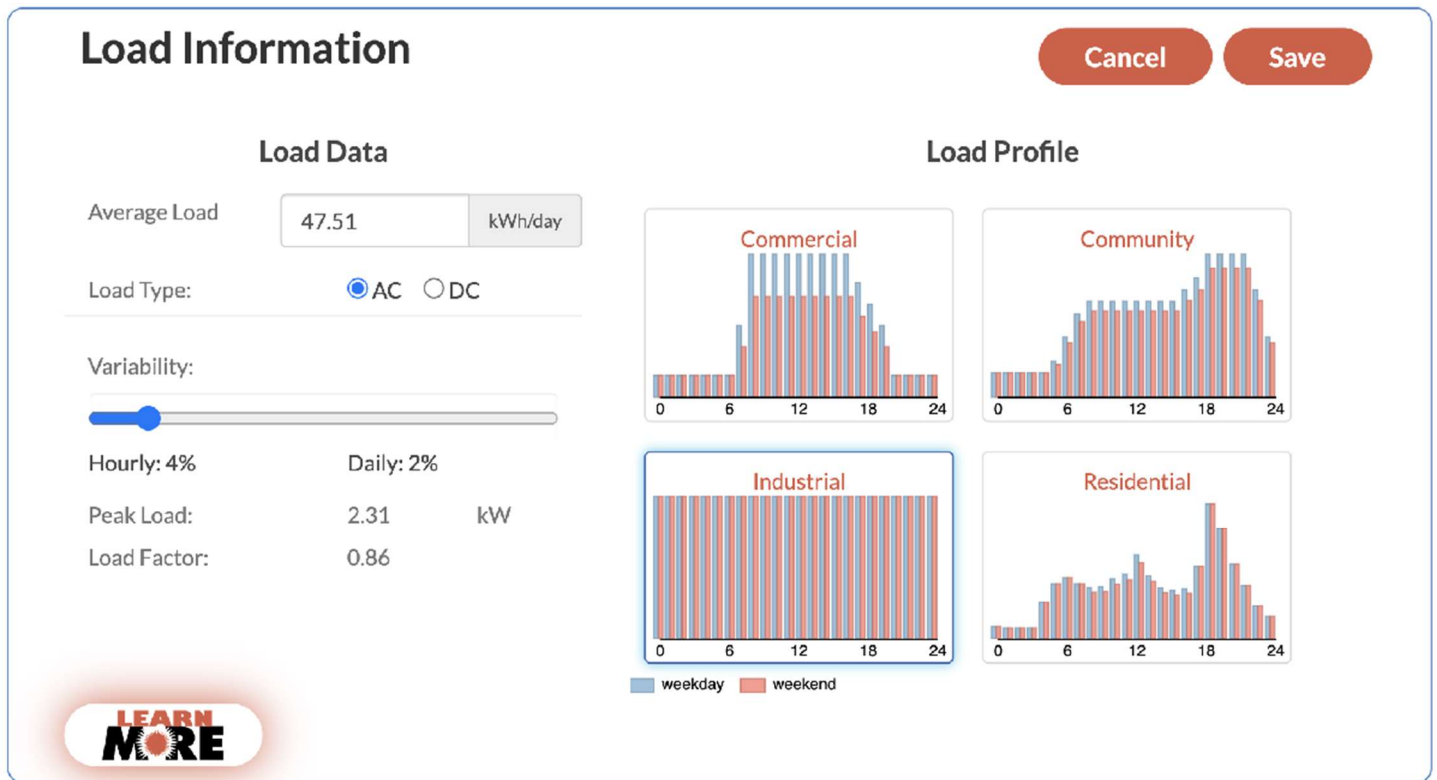 Load Information
Cancel
Save
Load Data
Average Load
47.51
kWh/day
Load Type:
AC
DC
Variability:
Hourly: 4%
Daily: 2%
Peak Load:
2.31
kW
Load Factor:
0.86
LEARN
MORE
Load Profile
Commercial
0 6 12 18 24
Community
0 6 12 18 24
Industrial
0 6 12 18 24
Residential
0 6 12 18 24
weekday
weekend